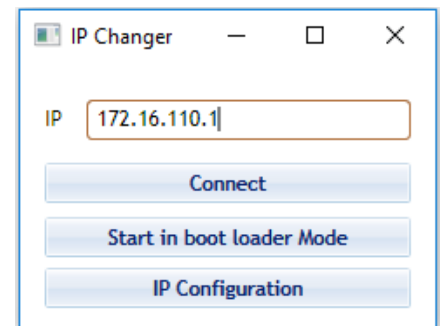 IP Changer
IP 172.16.110.1
Connect
Start in boot loader Mode
IP Configuration